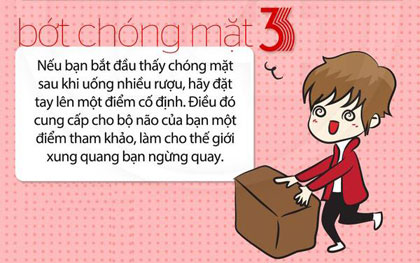 bớt chóng mặt 3
Nếu bạn bắt đầu thấy chóng mặt
sau khi uống nhiều rượu, hãy đặt
tay lên một điểm cố định. Điều đó
cung cấp cho bộ não của bạn một
điểm tham khảo, làm cho thế giới
xung quang bạn ngừng quay.